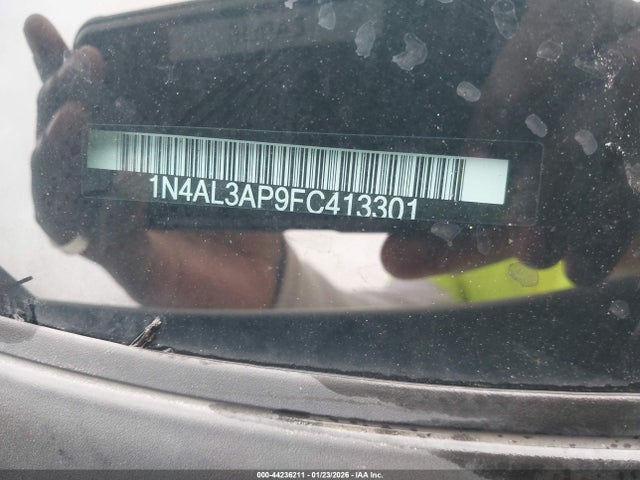 1N4AL3AP9FC413301
000-44236211 - 01/23/2026 - IAA Inc.